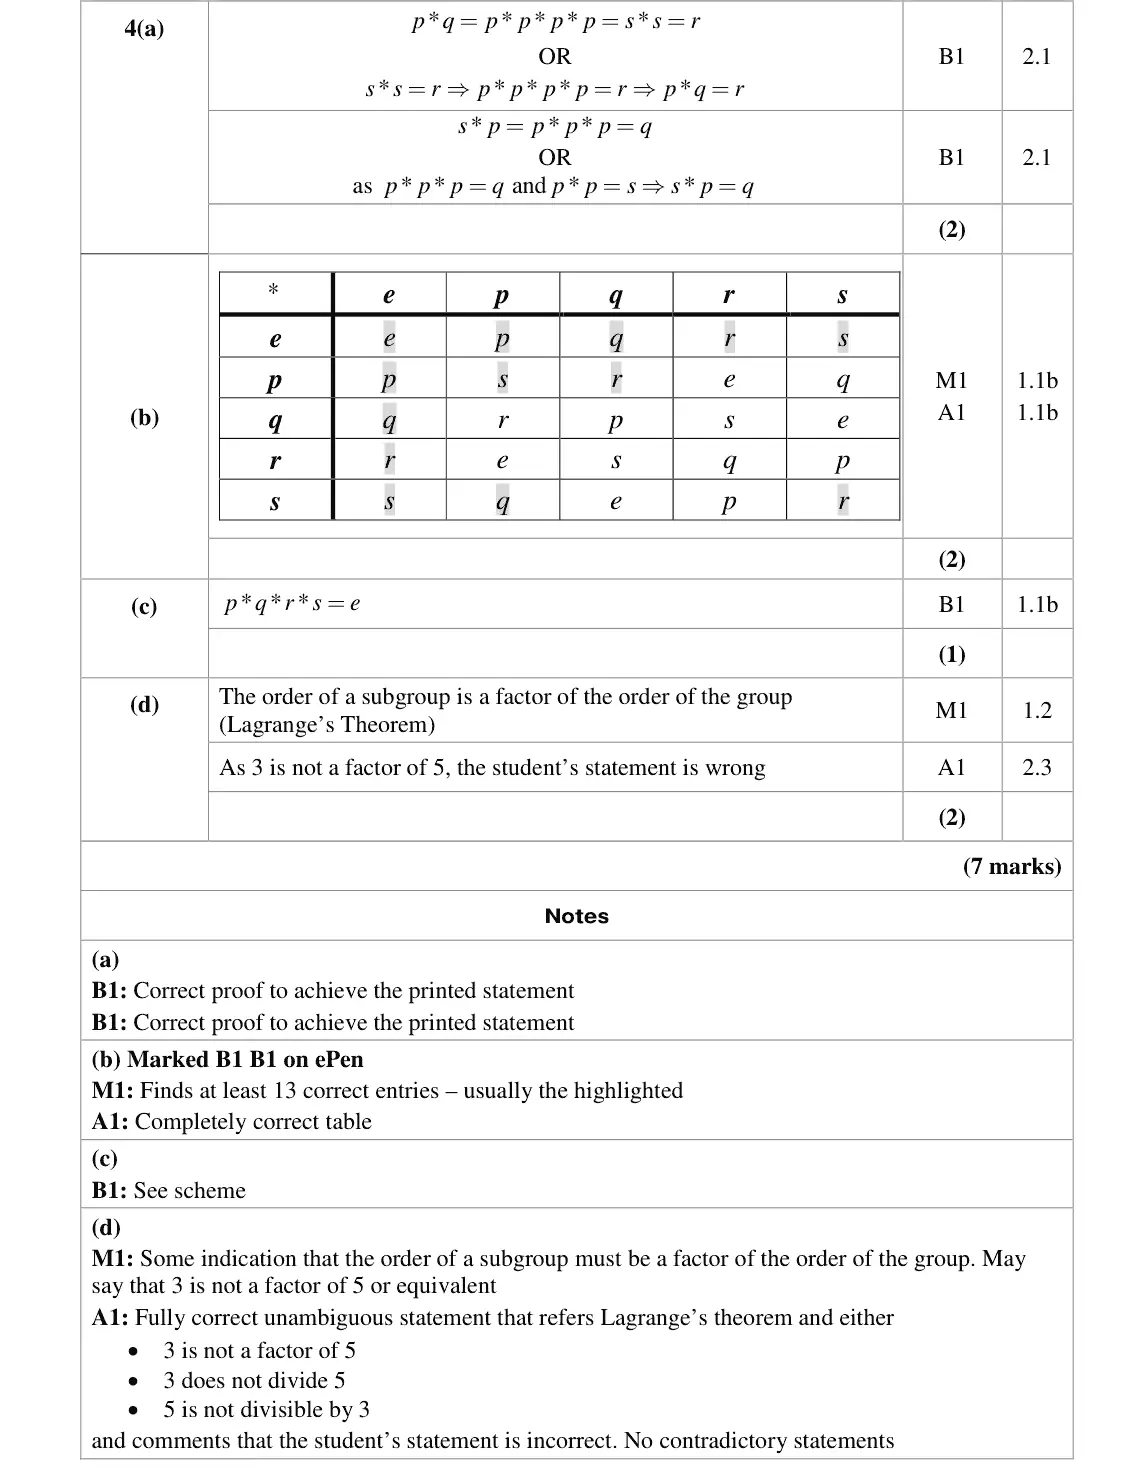 4(a)
p * q = p * p * p * p = s * s = r
OR
s * s = r ⇒ p * p * p * p = r ⇒ p * q = r
B1 2.1
s * p = p * p * p = q
OR
as p * p * p = q and p * p = s ⇒ s * p = q
B1 2.1
(2)
(b)
* e p q r s
e e p q r s
p p s r e q
q q r p s e
r r e s q p
s s q e p r
M1 1.1b
A1 1.1b
(2)
(c) p * q * r * s = e B1 1.1b
(1)
(d)
The order of a subgroup is a factor of the order of the group
(Lagrange’s Theorem)
M1 1.2
As 3 is not a factor of 5, the student’s statement is wrong A1 2.3
(2)
(7 marks)
Notes
(a)
B1: Correct proof to achieve the printed statement
B1: Correct proof to achieve the printed statement
(b) Marked B1 B1 on ePen
M1: Finds at least 13 correct entries – usually the highlighted
A1: Completely correct table
(c)
B1: See scheme
(d)
M1: Some indication that the order of a subgroup must be a factor of the order of the group. May
say that 3 is not a factor of 5 or equivalent
A1: Fully correct unambiguous statement that refers Lagrange’s theorem and either
• 3 is not a factor of 5
• 3 does not divide 5
• 5 is not divisible by 3
and comments that the student’s statement is incorrect. No contradictory statements